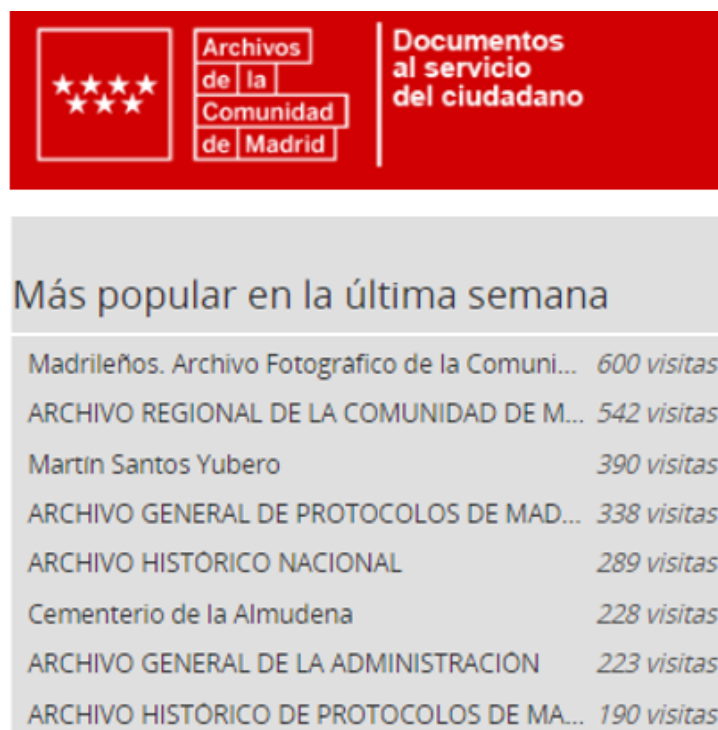 Archivos
de la
Comunidad
de Madrid
Documentos
al servicio
del ciudadano
Más popular en la última semana
Madrileños. Archivo Fotográfico de la Comuni... 600 visitas
ARCHIVO REGIONAL DE LA COMUNIDAD DE M... 542 visitas
Martín Santos Yubero 390 visitas
ARCHIVO GENERAL DE PROTOCOLOS DE MAD... 338 visitas
ARCHIVO HISTÓRICO NACIONAL 289 visitas
Cementerio de la Almudena 228 visitas
ARCHIVO GENERAL DE LA ADMINISTRACIÓN 223 visitas
ARCHIVO HISTÓRICO DE PROTOCOLOS DE MA... 190 visitas